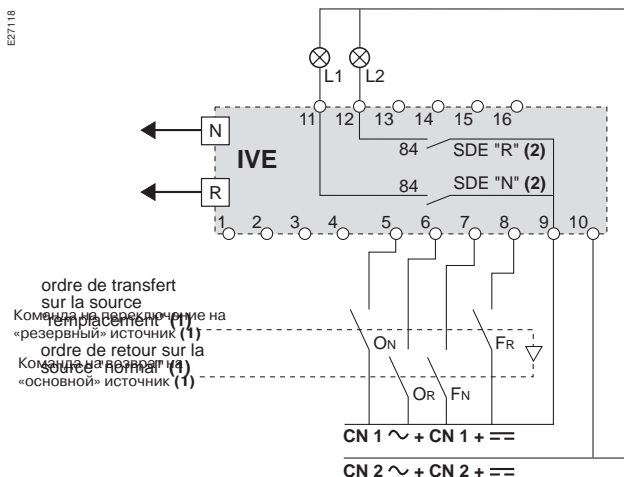 E27118
L1 L2
11 12 13 14 15 16
N
IVE
84 SDE "R" (2)
84 SDE "N" (2)
R
1 2 3 4 5 6 7 8 9 10
ordre de transfert
sur la source
"remplacement" (1)
Команда на переключение на
«резервный» источник (1)
ordre de retour sur la
source "normal" (1)
Команда на возврат на
«основной» источник (1)
ON FR
OR FN
CN 1 ~ + CN 1 + ⎓
CN 2 ~ + CN 2 + ⎓